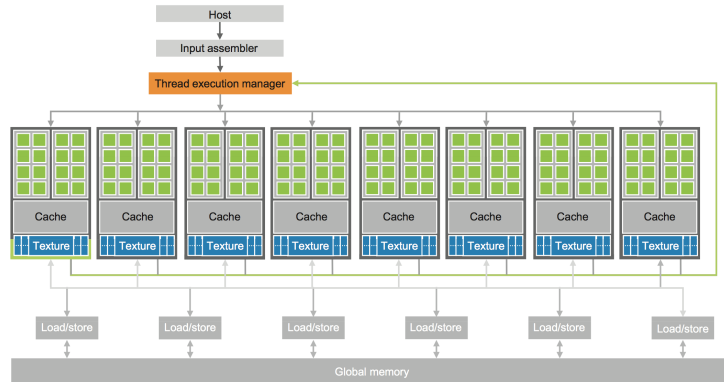 Host
Input assembler
Thread execution manager
Cache
Cache
Cache
Cache
Cache
Cache
Cache
Cache
Texture
Texture
Texture
Texture
Texture
Texture
Texture
Texture
Load/store
Load/store
Load/store
Load/store
Load/store
Load/store
Global memory